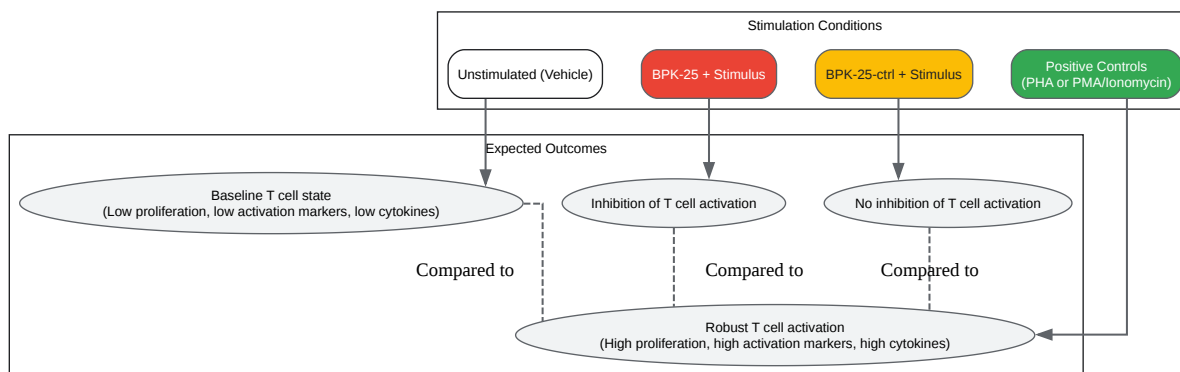 Stimulation Conditions
Unstimulated (Vehicle)
BPK-25 + Stimulus
BPK-25-ctrl + Stimulus
Positive Controls
(PHA or PMA/Ionomycin)
Expected Outcomes
Baseline T cell state
(Low proliferation, low activation markers, low cytokines)
Inhibition of T cell activation
No inhibition of T cell activation
Compared to
Compared to
Compared to
Robust T cell activation
(High proliferation, high activation markers, high cytokines)